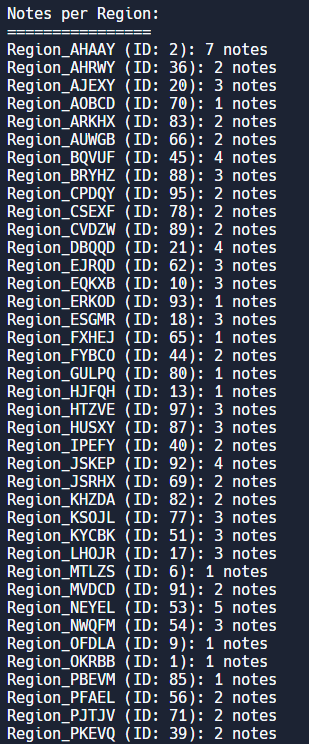 Notes per Region:
================
Region_AHAAY (ID: 2): 7 notes
Region_AHRWY (ID: 36): 2 notes
Region_AJEXY (ID: 20): 3 notes
Region_AOBCD (ID: 70): 1 notes
Region_ARKHX (ID: 83): 2 notes
Region_AUWGB (ID: 66): 2 notes
Region_BQVUF (ID: 45): 4 notes
Region_BRYHZ (ID: 88): 3 notes
Region_CPDQY (ID: 95): 2 notes
Region_CSEXF (ID: 78): 2 notes
Region_CVDZW (ID: 89): 2 notes
Region_DBQQD (ID: 21): 4 notes
Region_EJRQD (ID: 62): 3 notes
Region_EQKXB (ID: 10): 3 notes
Region_ERKOD (ID: 93): 1 notes
Region_ESGMR (ID: 18): 3 notes
Region_FXHEJ (ID: 65): 1 notes
Region_FYBCO (ID: 44): 2 notes
Region_GULPQ (ID: 80): 1 notes
Region_HJFQH (ID: 13): 1 notes
Region_HTZVE (ID: 97): 3 notes
Region_HUSXY (ID: 87): 3 notes
Region_IPEFY (ID: 40): 2 notes
Region_JSKEP (ID: 92): 4 notes
Region_JSRHX (ID: 69): 2 notes
Region_KHZDA (ID: 82): 2 notes
Region_KSOJL (ID: 77): 3 notes
Region_KYCBK (ID: 51): 3 notes
Region_LHOJR (ID: 17): 3 notes
Region_MTLZS (ID: 6): 1 notes
Region_MVDCD (ID: 91): 2 notes
Region_NEYEL (ID: 53): 5 notes
Region_NWQFM (ID: 54): 3 notes
Region_OFDLA (ID: 9): 1 notes
Region_OKRBB (ID: 1): 1 notes
Region_PBEVM (ID: 85): 1 notes
Region_PFAEL (ID: 56): 2 notes
Region_PJTJV (ID: 71): 2 notes
Region_PKEVQ (ID: 39): 2 notes